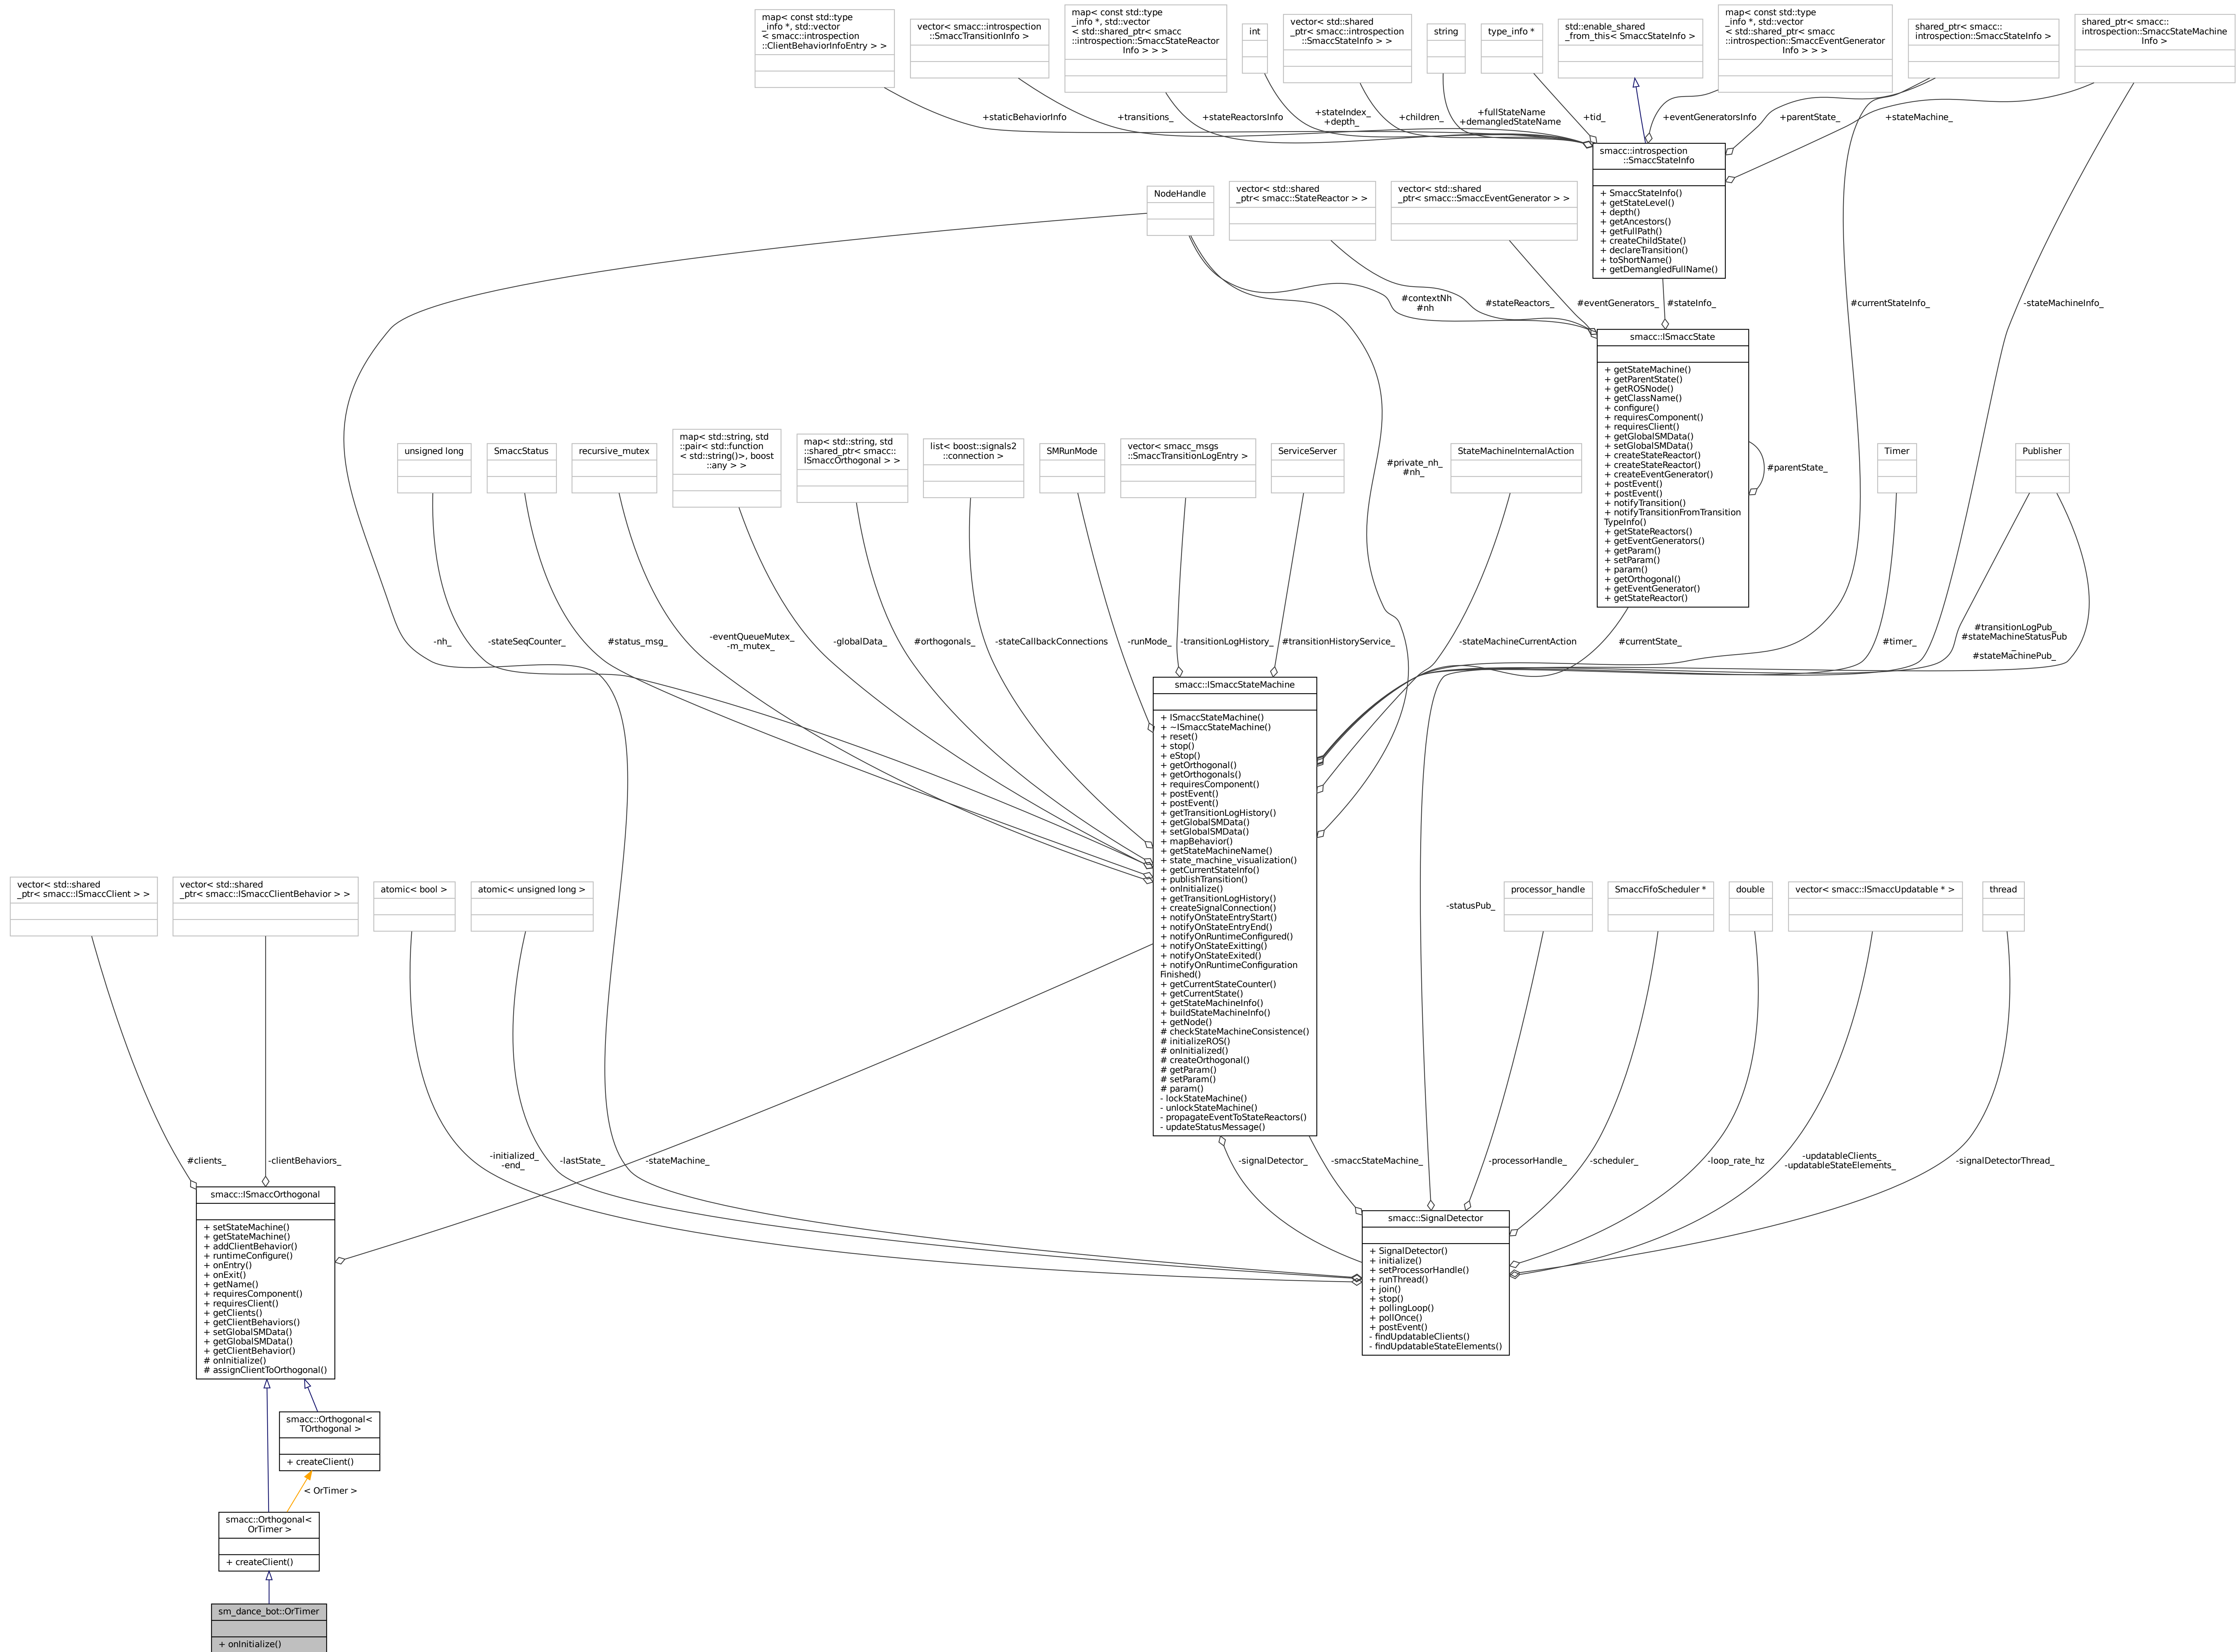 map< const std::type
_info *, std::vector
< smacc::introspection
::ClientBehaviorInfoEntry > >
vector< smacc::introspection
::SmaccTransitionInfo >
map< const std::type
_info *, std::vector
< std::shared_ptr< smacc
::introspection::SmaccStateReactor
Info > > >
int
vector< std::shared
_ptr< smacc::introspection
::SmaccStateInfo > >
string
type_info *
std::enable_shared
_from_this< SmaccStateInfo >
map< const std::type
_info *, std::vector
< std::shared_ptr< smacc
::introspection::SmaccEventGenerator
Info > > >
shared_ptr< smacc::
introspection::SmaccStateInfo >
shared_ptr< smacc::
introspection::SmaccStateMachine
Info >
+staticBehaviorInfo
+transitions_
+stateReactorsInfo
+stateIndex_
+depth_
+children_
+fullStateName
+demangledStateName
+tid_
+eventGeneratorsInfo
+parentState_
+stateMachine_
smacc::introspection
::SmaccStateInfo
+ SmaccStateInfo()
+ getStateLevel()
+ depth()
+ getAncestors()
+ getFullPath()
+ createChildState()
+ declareTransition()
+ toShortName()
+ getDemangledFullName()
NodeHandle
vector< std::shared
_ptr< smacc::StateReactor > >
vector< std::shared
_ptr< smacc::SmaccEventGenerator > >
#contextNh
#nh
#stateReactors_
#eventGenerators_
#stateInfo_
#currentStateInfo_
-stateMachineInfo_
smacc::ISmaccState
+ getStateMachine()
+ getParentState()
+ getROSNode()
+ getClassName()
+ configure()
+ requiresComponent()
+ requiresClient()
+ getGlobalSMData()
+ setGlobalSMData()
+ createStateReactor()
+ createStateReactor()
+ createEventGenerator()
+ postEvent()
+ postEvent()
+ notifyTransition()
+ notifyTransitionFromTransition
TypeInfo()
+ getStateReactors()
+ getEventGenerators()
+ getParam()
+ setParam()
+ param()
+ getOrthogonal()
+ getEventGenerator()
+ getStateReactor()
#parentState_
unsigned long
SmaccStatus
recursive_mutex
map< std::string, std
::pair< std::function
< std::string()>, boost
::any > >
map< std::string, std
::shared_ptr< smacc::
ISmaccOrthogonal > >
list< boost::signals2
::connection >
SMRunMode
vector< smacc_msgs
::SmaccTransitionLogEntry >
ServiceServer
#private_nh_
#nh_
StateMachineInternalAction
Timer
Publisher
-nh_
-stateSeqCounter_
#status_msg_
-eventQueueMutex_
-m_mutex_
-globalData_
#orthogonals_
-stateCallbackConnections
-runMode_
-transitionLogHistory_
#transitionHistoryService_
-stateMachineCurrentAction
#currentState_
#timer_
#transitionLogPub_
#stateMachineStatusPub
_
#stateMachinePub_
smacc::ISmaccStateMachine
+ ISmaccStateMachine()
+ ~ISmaccStateMachine()
+ reset()
+ stop()
+ eStop()
+ getOrthogonal()
+ getOrthogonals()
+ requiresComponent()
+ postEvent()
+ postEvent()
+ getTransitionLogHistory()
+ getGlobalSMData()
+ setGlobalSMData()
+ mapBehavior()
+ getStateMachineName()
+ state_machine_visualization()
+ getCurrentStateInfo()
+ publishTransition()
+ onInitialize()
+ getTransitionLogHistory()
+ createSignalConnection()
+ notifyOnStateEntryStart()
+ notifyOnStateEntryEnd()
+ notifyOnRuntimeConfigured()
+ notifyOnStateExitting()
+ notifyOnStateExited()
+ notifyOnRuntimeConfiguration
Finished()
+ getCurrentStateCounter()
+ getCurrentState()
+ getStateMachineInfo()
+ buildStateMachineInfo()
+ getNode()
# checkStateMachineConsistence()
# initializeROS()
# onInitialized()
# createOrthogonal()
# getParam()
# setParam()
# param()
- lockStateMachine()
- unlockStateMachine()
- propagateEventToStateReactors()
- updateStatusMessage()
vector< std::shared
_ptr< smacc::ISmaccClient > >
vector< std::shared
_ptr< smacc::ISmaccClientBehavior > >
atomic< bool >
atomic< unsigned long >
-statusPub_
processor_handle
SmaccFifoScheduler *
double
vector< smacc::ISmaccUpdatable * >
thread
#clients_
-clientBehaviors_
-initialized_
-end_
-lastState_
-stateMachine_
-signalDetector_
-smaccStateMachine_
-processorHandle_
-scheduler_
-loop_rate_hz
-updatableClients_
-updatableStateElements_
-signalDetectorThread_
smacc::ISmaccOrthogonal
+ setStateMachine()
+ getStateMachine()
+ addClientBehavior()
+ runtimeConfigure()
+ onEntry()
+ onExit()
+ getName()
+ requiresComponent()
+ requiresClient()
+ getClients()
+ getClientBehaviors()
+ setGlobalSMData()
+ getGlobalSMData()
+ getClientBehavior()
# onInitialize()
# assignClientToOrthogonal()
smacc::SignalDetector
+ SignalDetector()
+ initialize()
+ setProcessorHandle()
+ runThread()
+ join()
+ stop()
+ pollingLoop()
+ pollOnce()
+ postEvent()
- findUpdatableClients()
- findUpdatableStateElements()
smacc::Orthogonal<
TOrthogonal >
+ createClient()
< OrTimer >
smacc::Orthogonal<
OrTimer >
+ createClient()
sm_dance_bot::OrTimer
+ onInitialize()